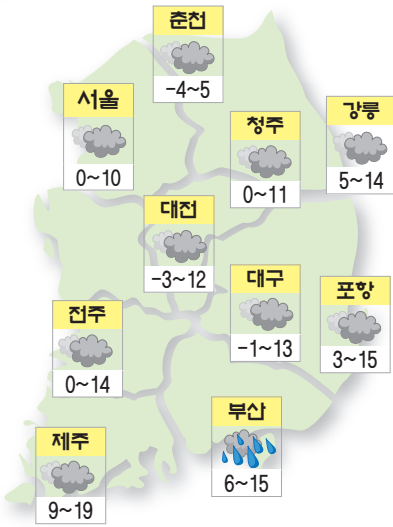 춘천
-4~5
서울
0~10
청주
0~11
강릉
5~14
대전
-3~12
대구
-1~13
포항
3~15
전주
0~14
부산
6~15
제주
9~19